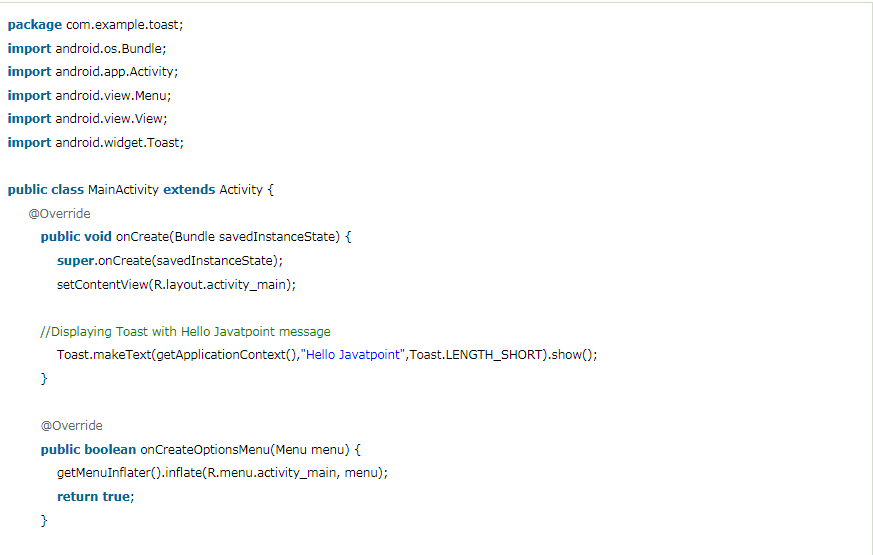 package com.example.toast;
import android.os.Bundle;
import android.app.Activity;
import android.view.Menu;
import android.view.View;
import android.widget.Toast;
public class MainActivity extends Activity {
@Override
public void onCreate(Bundle savedInstanceState) {
super.onCreate(savedInstanceState);
setContentView(R.layout.activity_main);
//Displaying Toast with Hello Javatpoint message
Toast.makeText(getApplicationContext(),"Hello Javatpoint",Toast.LENGTH_SHORT).show();
}
@Override
public boolean onCreateOptionsMenu(Menu menu) {
getMenuInflater().inflate(R.menu.activity_main, menu);
return true;
}